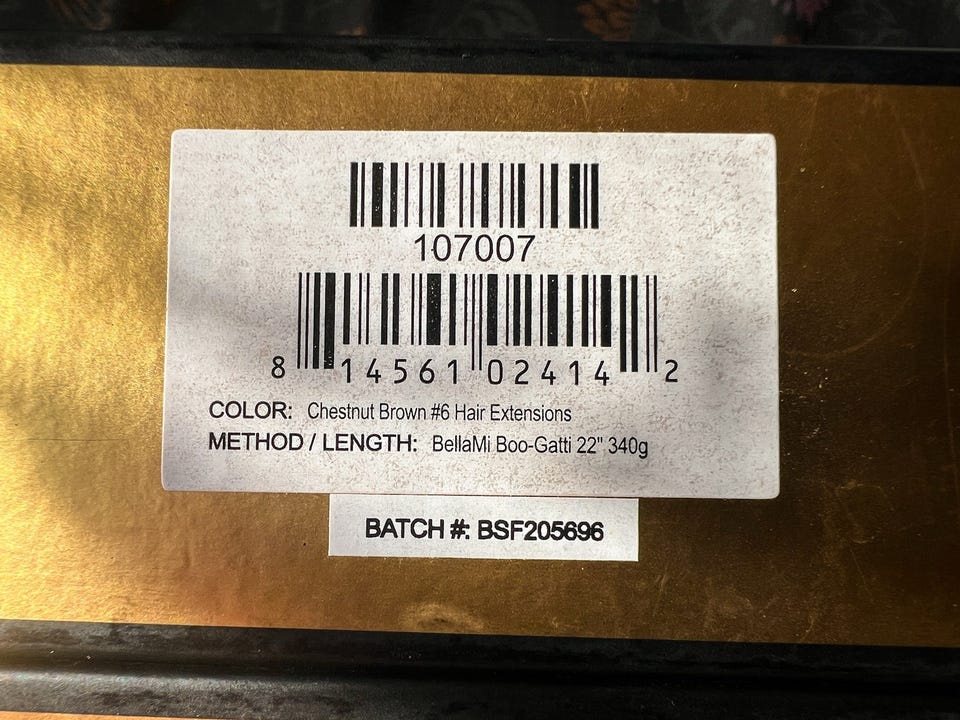 107007
8 14561 02414 2
COLOR: Chestnut Brown #6 Hair Extensions
METHOD / LENGTH: BellaMi Boo-Gatti 22" 340g
BATCH #: BSF205696